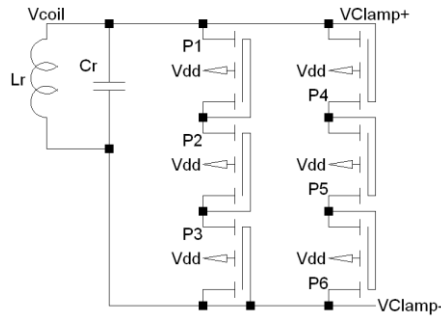 Vcoil
VClamp+
P1
Cr
Lr
Vdd
Vdd
P4
P2
Vdd
Vdd
P5
P3
Vdd
Vdd
P6
VClamp-